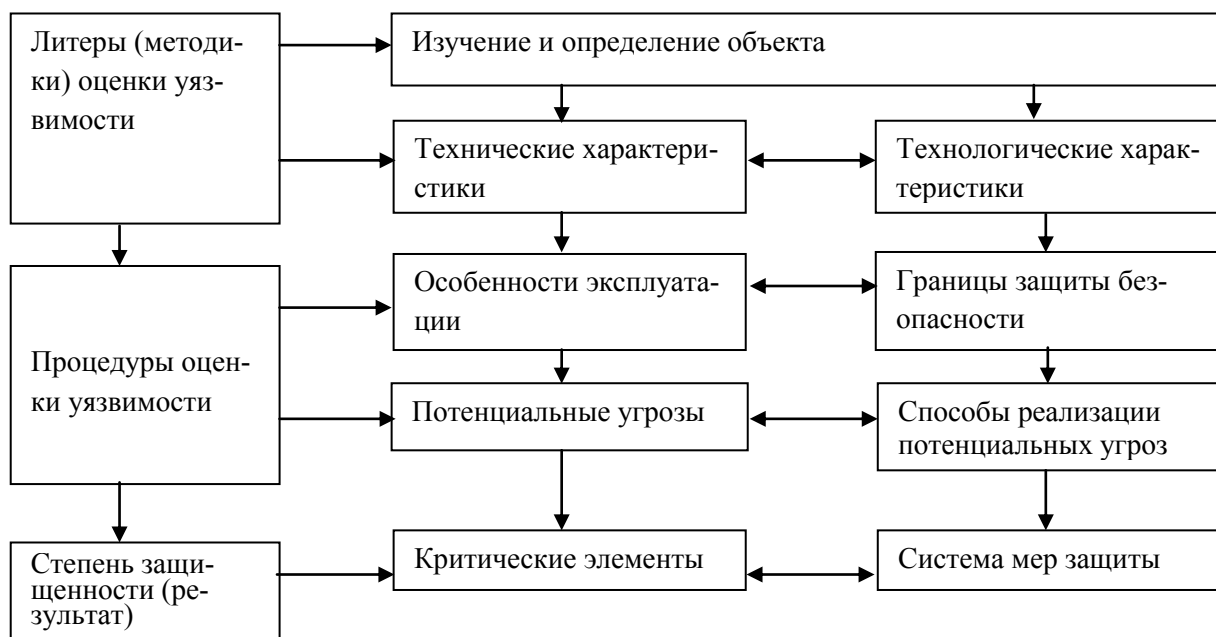 Литеры (методи-
ки) оценки уяз-
вимости
Изучение и определение объекта
Технические характери-
стики
Технологические харак-
теристики
Особенности эксплуата-
ции
Границы защиты без-
опасности
Процедуры оцен-
ки уязвимости
Потенциальные угрозы
Способы реализации
потенциальных угроз
Степень защи-
щенности (ре-
зультат)
Критические элементы
Система мер защиты